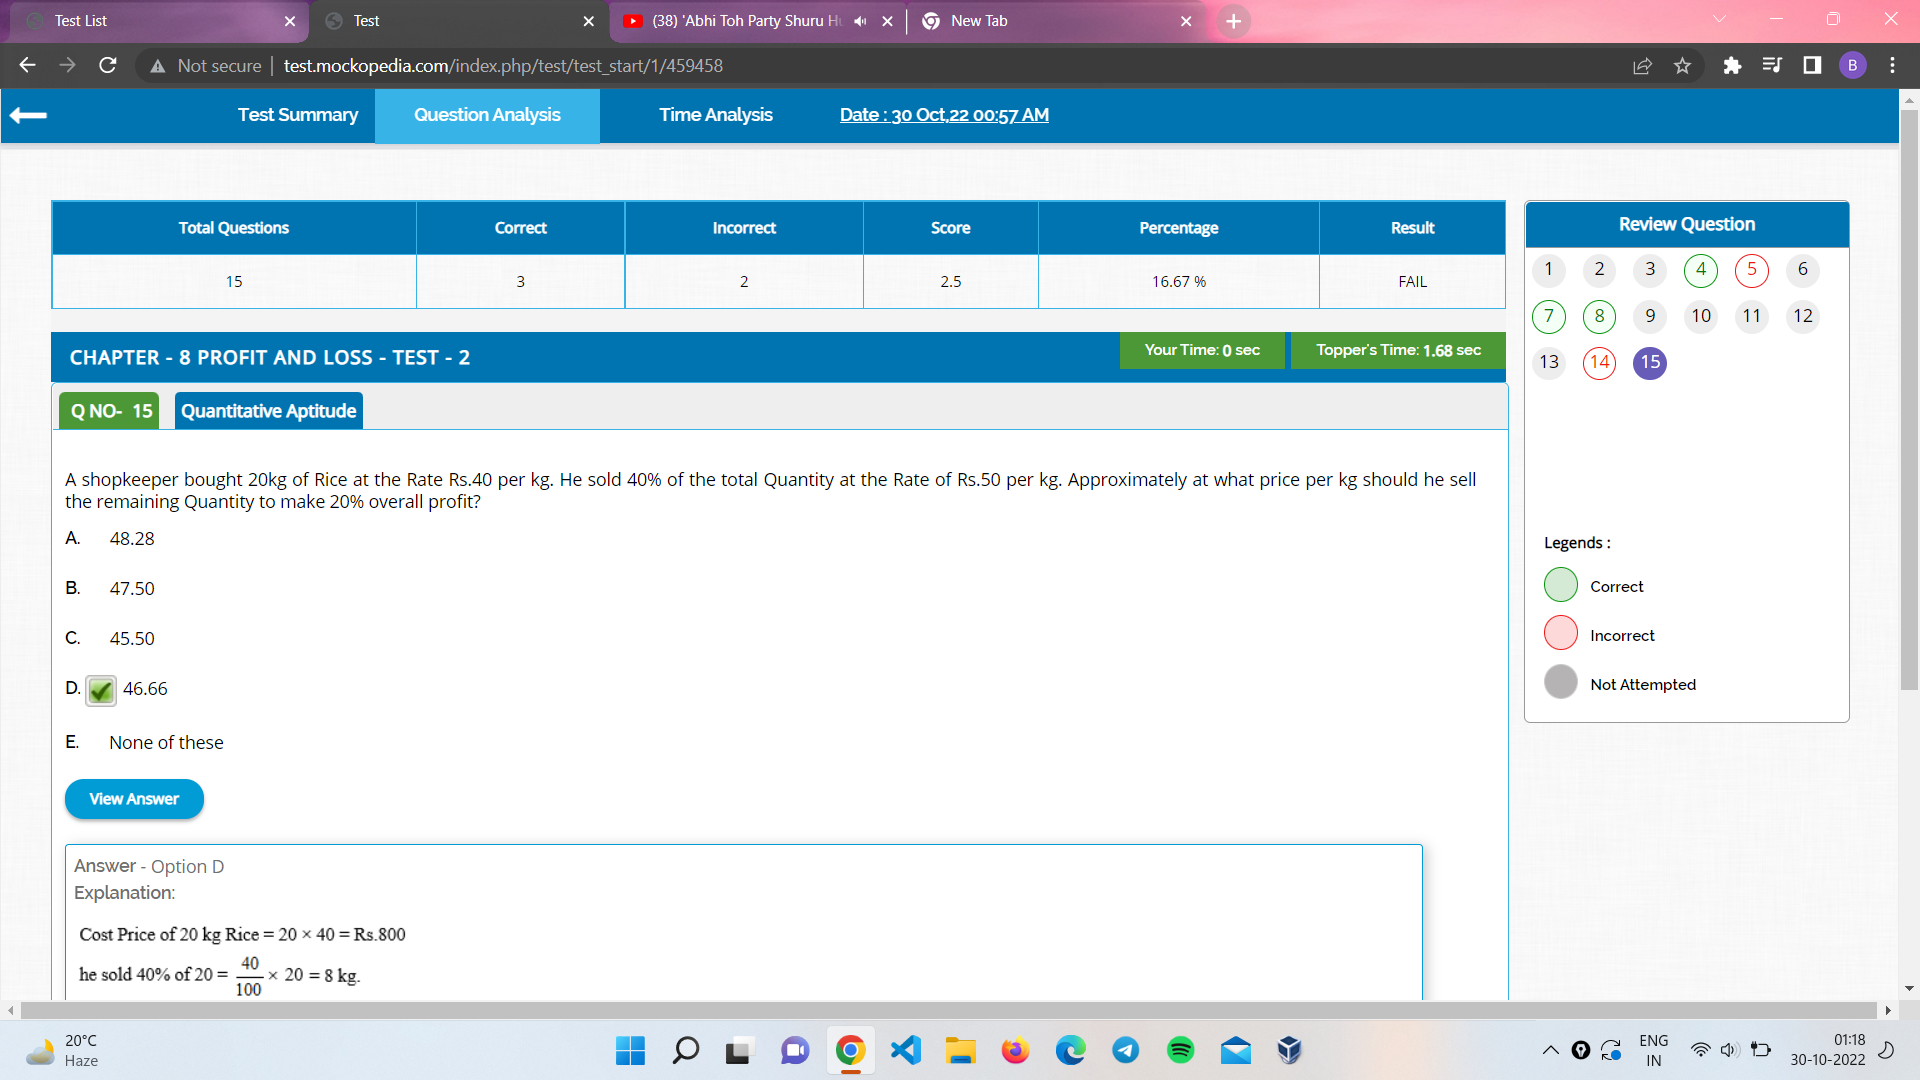 Test List
Test
(38) 'Abhi Toh Party Shuru H
New Tab
Not secure
test.mockopedia.com/index.php/test/test_start/1/459458
B
Test Summary
Question Analysis
Time Analysis
Date : 30 Oct,22 00:57 AM
Total Questions
Correct
Incorrect
Score
Percentage
Result
15
3
2
2.5
16.67 %
FAIL
Review Question
1 2 3 4 5 6
7 8 9 10 11 12
13 14 15
CHAPTER - 8 PROFIT AND LOSS - TEST - 2
Your Time: 0 sec
Topper's Time: 1.68 sec
Q NO- 15
Quantitative Aptitude
A shopkeeper bought 20kg of Rice at the Rate Rs.40 per kg. He sold 40% of the total Quantity at the Rate of Rs.50 per kg. Approximately at what price per kg should he sell
the remaining Quantity to make 20% overall profit?
A. 48.28
B. 47.50
C. 45.50
D. 46.66
E. None of these
Legends :
Correct
Incorrect
Not Attempted
View Answer
Answer - Option D
Explanation:
Cost Price of 20 kg Rice = 20 × 40 = Rs.800
he sold 40% of 20 = 40/100 × 20 = 8 kg.
20°C
Haze
ENG
IN
01:18
30-10-2022